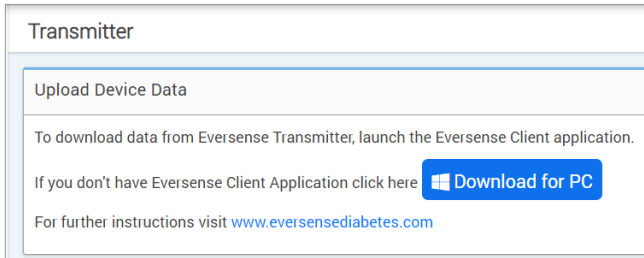 Transmitter
Upload Device Data
To download data from Eversense Transmitter, launch the Eversense Client application.
If you don't have Eversense Client Application click here Download for PC
For further instructions visit www.eversensediabetes.com